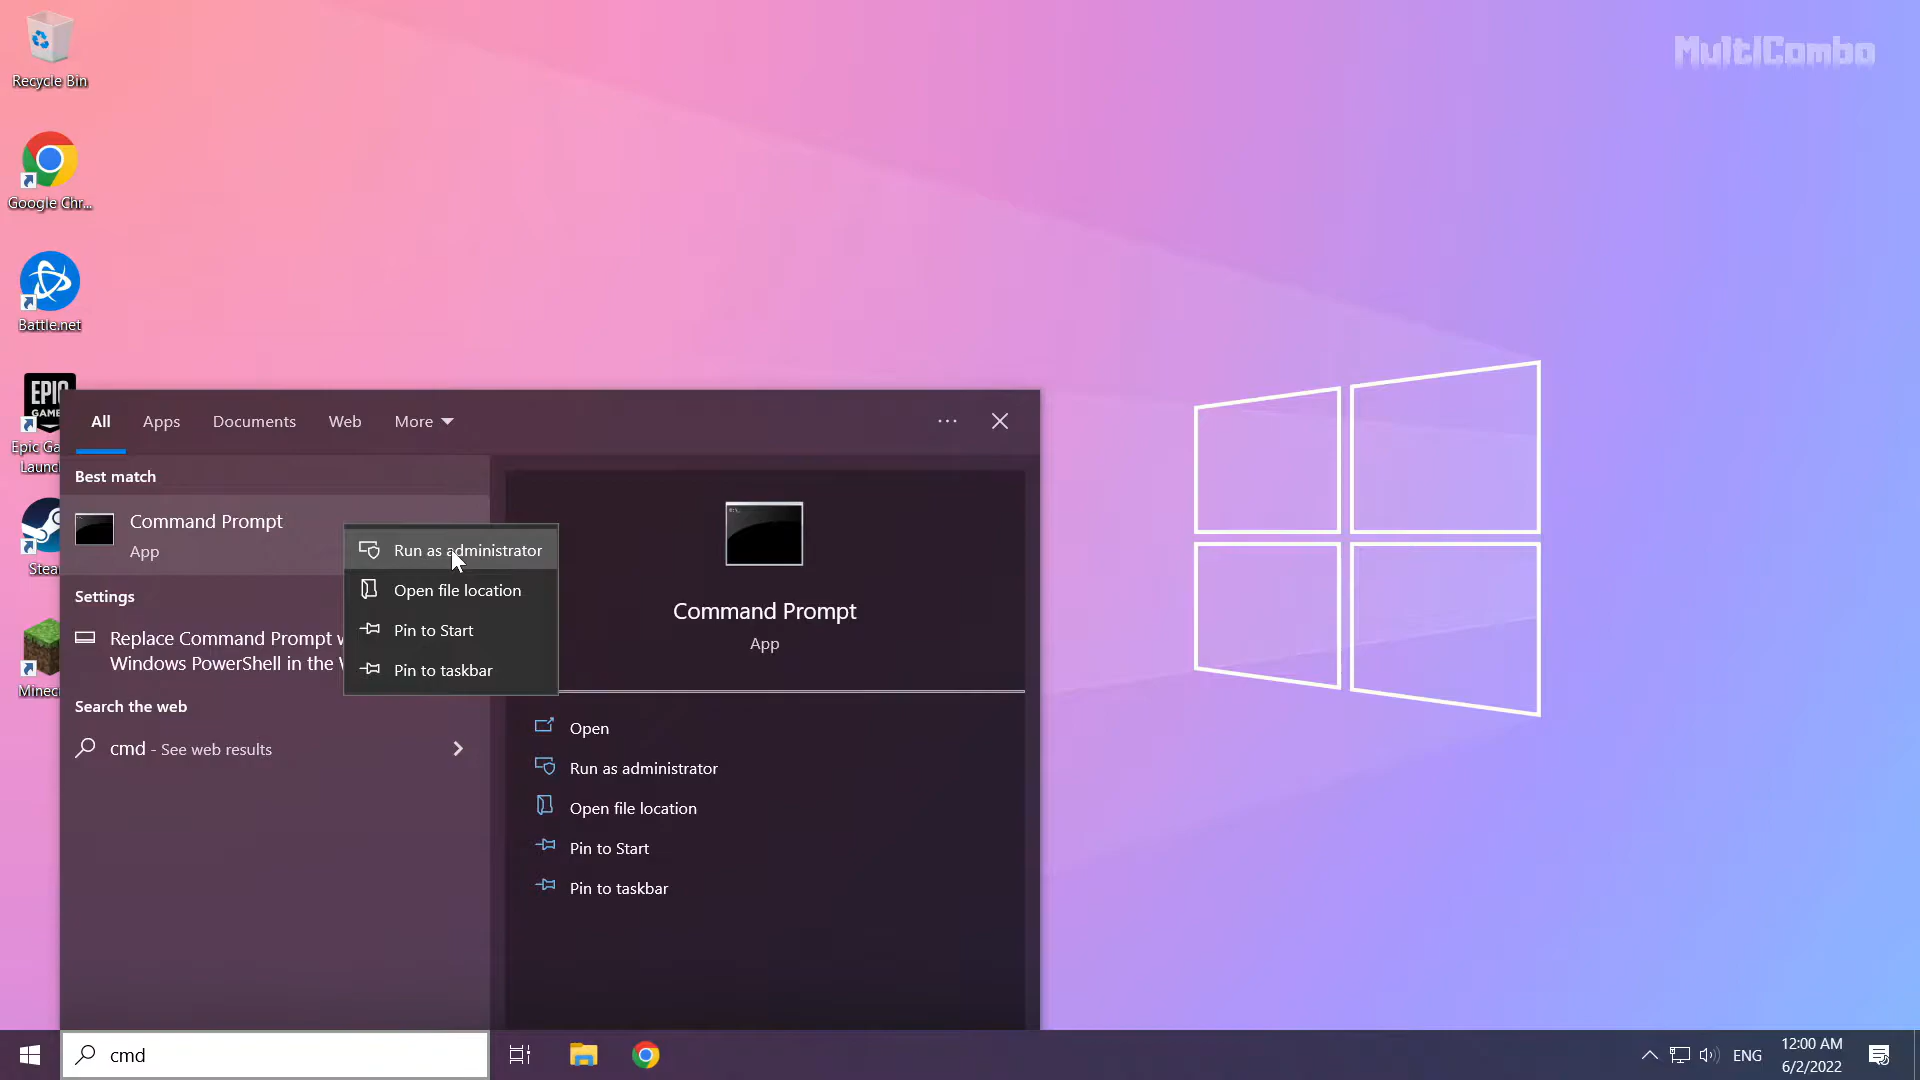 MultiCombo
Recycle Bin
Google Chr...
Battle.net
EPIC
GAM
Epic Ga
Launc
Stea
Minec
All Apps Documents Web More
Best match
Command Prompt
App
Settings
Replace Command Prompt w
Windows PowerShell in the W
Search the web
cmd - See web results
Run as administrator
Open file location
Pin to Start
Pin to taskbar
Command Prompt
App
Open
Run as administrator
Open file location
Pin to Start
Pin to taskbar
cmd
ENG
12:00 AM
6/2/2022